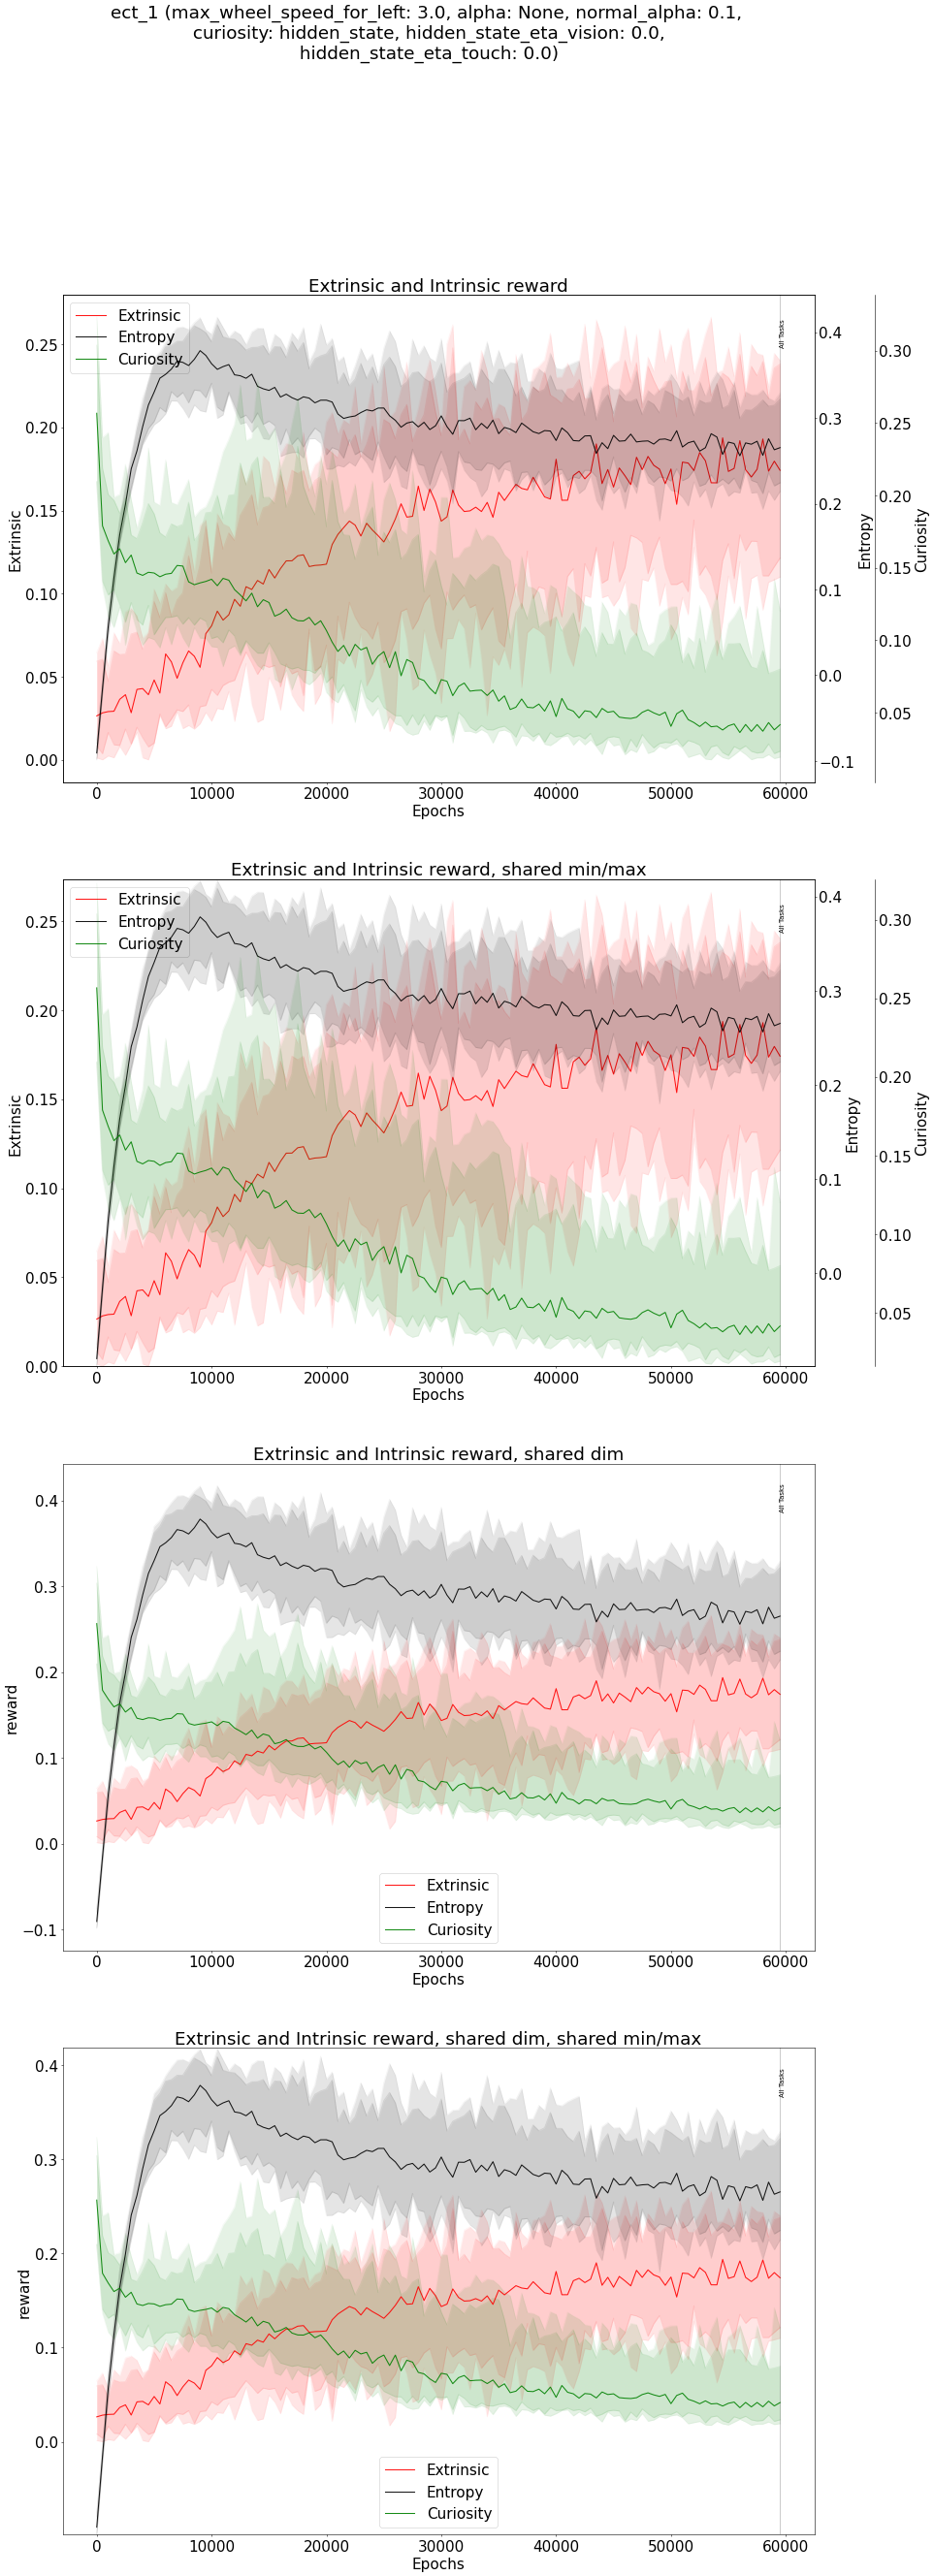 ect_1 (max_wheel_speed_for_left: 3.0, alpha: None, normal_alpha: 0.1,
curiosity: hidden_state, hidden_state_eta_vision: 0.0,
hidden_state_eta_touch: 0.0)
Extrinsic and Intrinsic reward
Extrinsic
Entropy
Curiosity
All Tasks
0.25
0.20
0.15
0.10
0.05
0.00
Extrinsic
0.4
0.3
0.2
0.1
0.0
−0.1
Entropy
0.30
0.25
0.20
0.15
0.10
0.05
Curiosity
0 10000 20000 30000 40000 50000 60000
Epochs
Extrinsic and Intrinsic reward, shared min/max
Extrinsic
Entropy
Curiosity
All Tasks
0.25
0.20
0.15
0.10
0.05
0.00
Extrinsic
0.4
0.3
0.2
0.1
0.0
Entropy
0.30
0.25
0.20
0.15
0.10
0.05
Curiosity
0 10000 20000 30000 40000 50000 60000
Epochs
Extrinsic and Intrinsic reward, shared dim
All Tasks
0.4
0.3
0.2
0.1
0.0
−0.1
reward
Extrinsic
Entropy
Curiosity
0 10000 20000 30000 40000 50000 60000
Epochs
Extrinsic and Intrinsic reward, shared dim, shared min/max
All Tasks
0.4
0.3
0.2
0.1
0.0
reward
Extrinsic
Entropy
Curiosity
0 10000 20000 30000 40000 50000 60000
Epochs